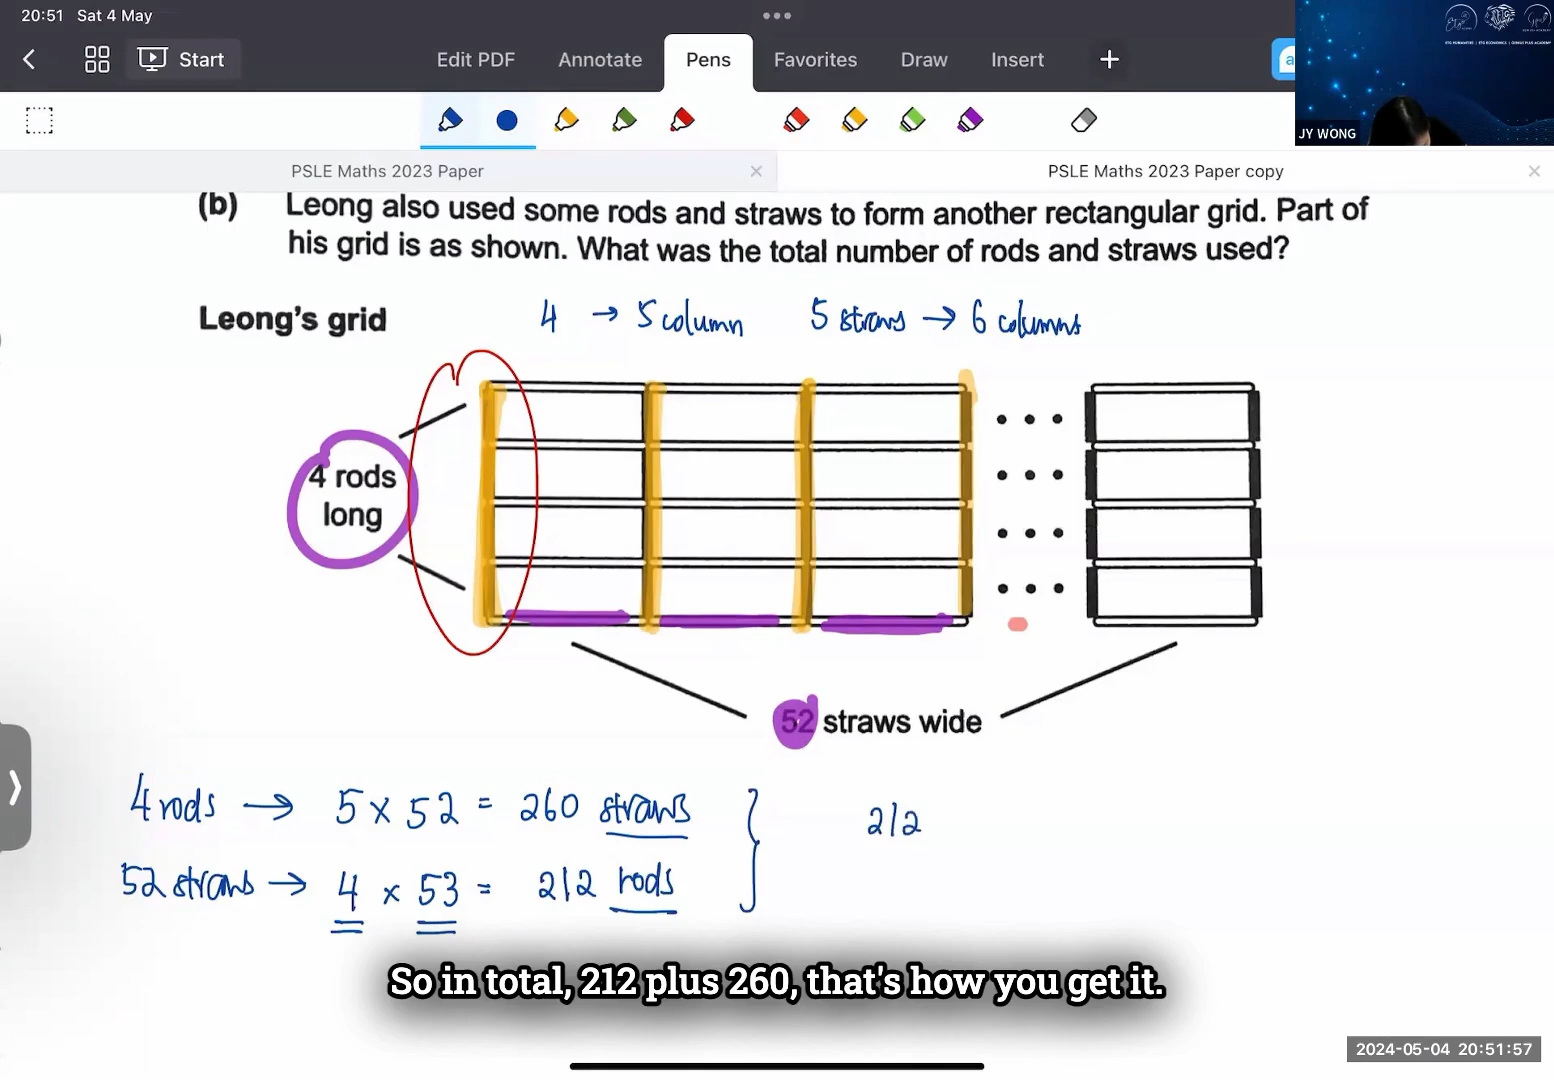 20:51 Sat 4 May
Start
Edit PDF
Annotate
Pens
Favorites
Draw
Insert
JY WONG
PSLE Maths 2023 Paper
PSLE Maths 2023 Paper copy
(b) Leong also used some rods and straws to form another rectangular grid. Part of
his grid is as shown. What was the total number of rods and straws used?
Leong's grid
4 → 5 column
5 straws → 6 columns
4 rods
long
52 straws wide
4 rods → 5 × 52 = 260 straws
212
52 straws → 4 × 53 = 212 rods
So in total, 212 plus 260, that's how you get it.
2024-05-04 20:51:57